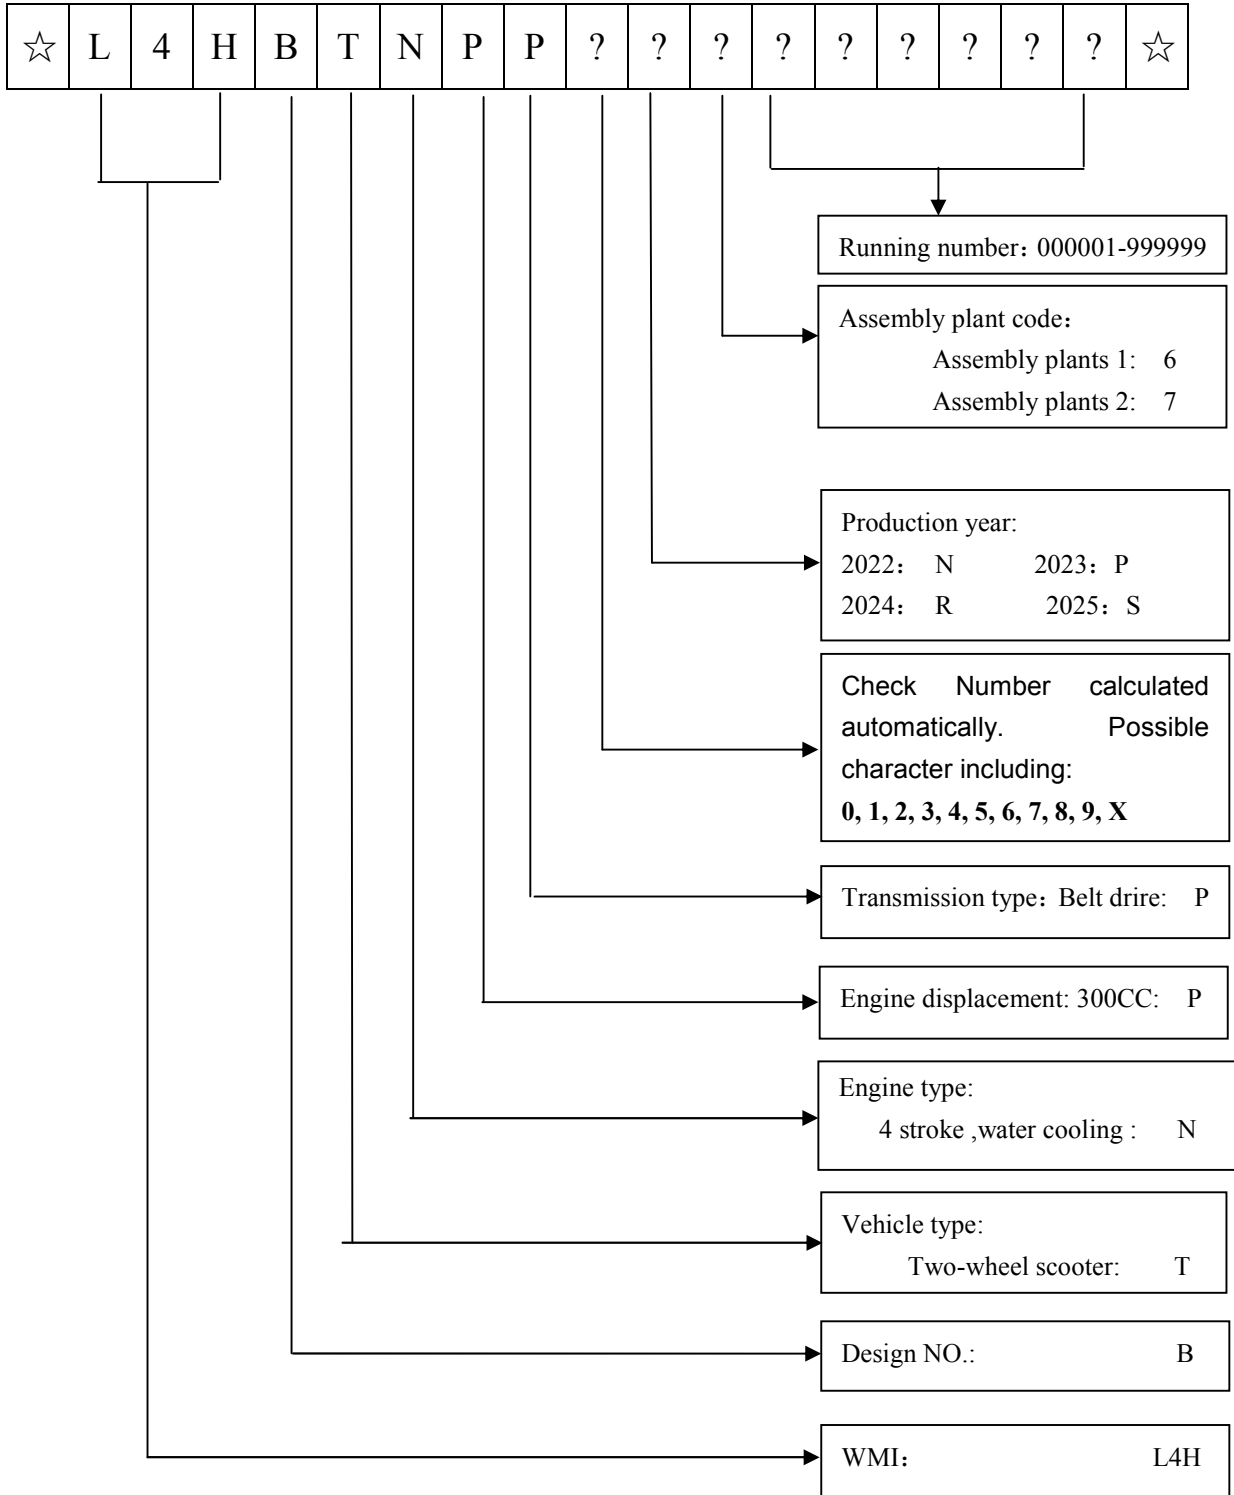 ☆ L 4 H B T N P P ? ? ? ? ? ? ? ? ? ☆
Running number：000001-999999
Assembly plant code：
Assembly plants 1: 6
Assembly plants 2: 7
Production year:
2022： N 2023：P
2024： R 2025：S
Check Number calculated
automatically. Possible
character including:
0, 1, 2, 3, 4, 5, 6, 7, 8, 9, X
Transmission type：Belt drire: P
Engine displacement: 300CC: P
Engine type:
4 stroke ,water cooling : N
Vehicle type:
Two-wheel scooter: T
Design NO.: B
WMI： L4H